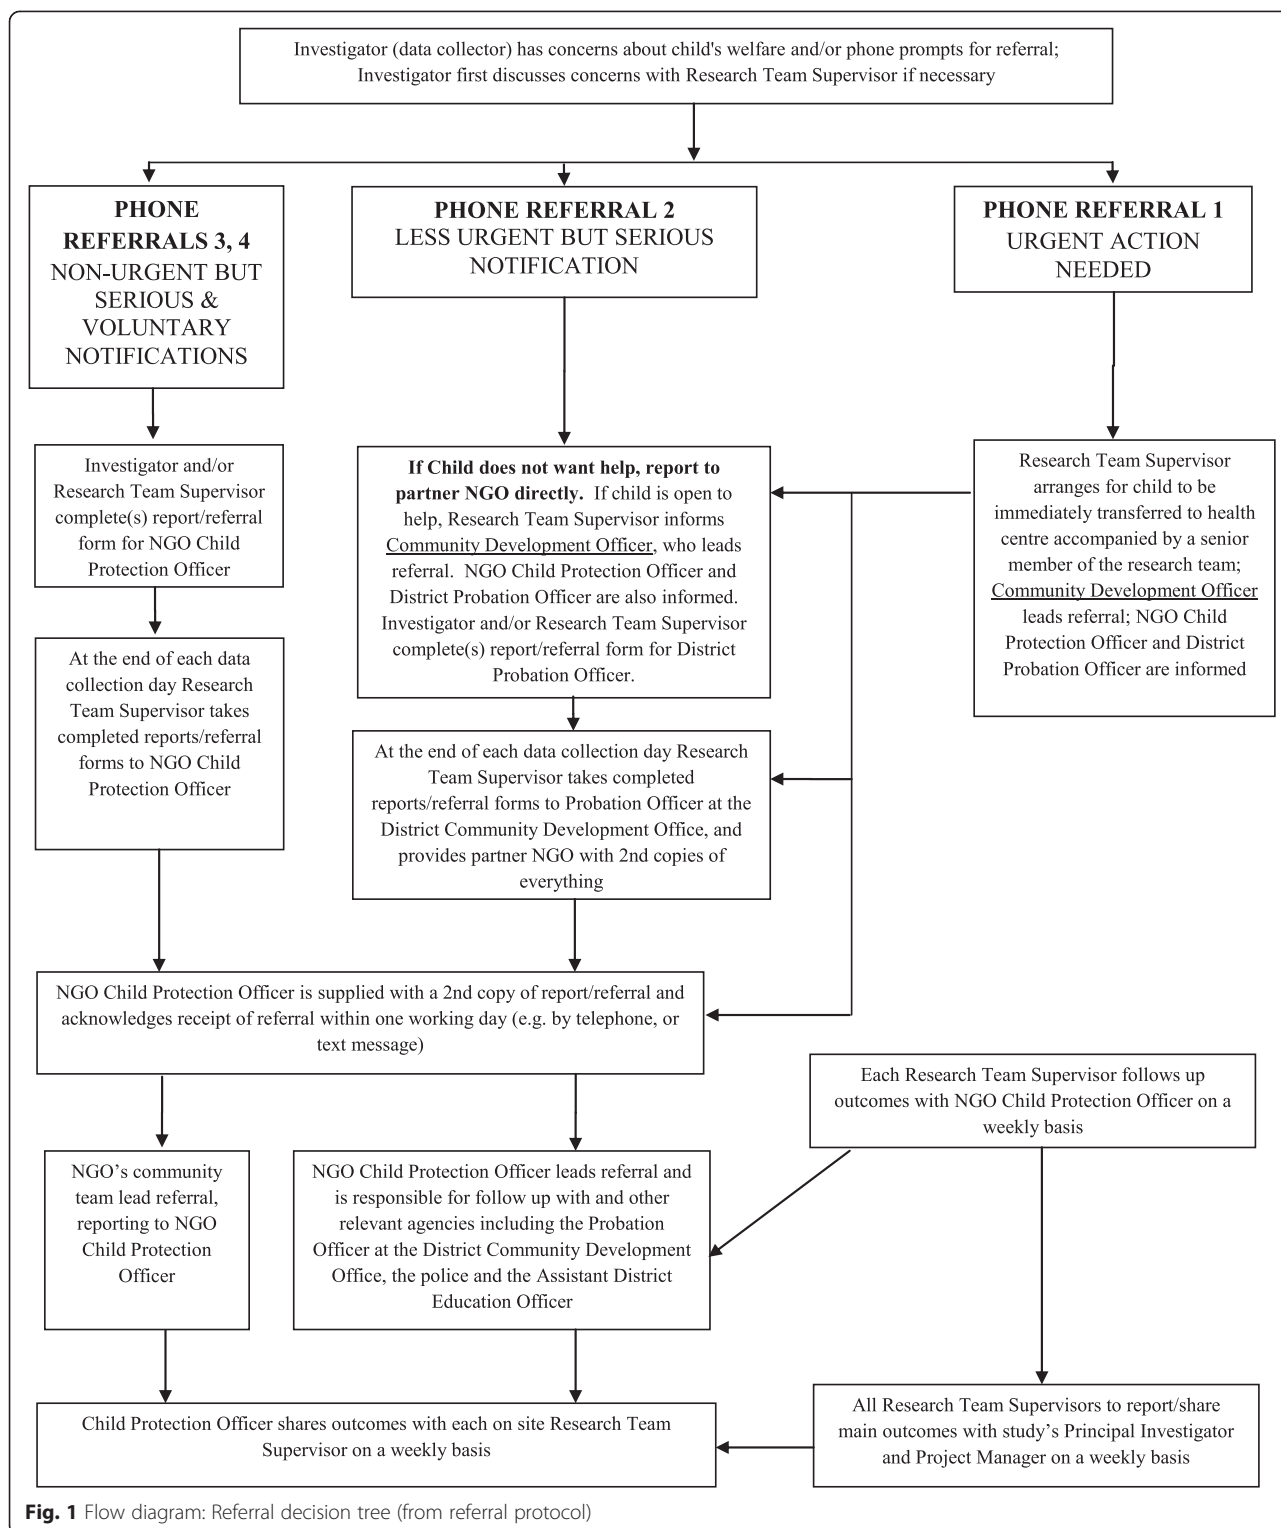 Investigator (data collector) has concerns about child's welfare and/or phone prompts for referral;
Investigator first discusses concerns with Research Team Supervisor if necessary
PHONE
REFERRALS 3, 4
NON-URGENT BUT
SERIOUS &
VOLUNTARY
NOTIFICATIONS
PHONE REFERRAL 2
LESS URGENT BUT SERIOUS
NOTIFICATION
PHONE REFERRAL 1
URGENT ACTION
NEEDED
Investigator and/or
Research Team Supervisor
complete(s) report/referral
form for NGO Child
Protection Officer
If Child does not want help, report to
partner NGO directly. If child is open to
help, Research Team Supervisor informs
Community Development Officer, who leads
referral. NGO Child Protection Officer and
District Probation Officer are also informed.
Investigator and/or Research Team Supervisor
complete(s) report/referral form for District
Probation Officer.
Research Team Supervisor
arranges for child to be
immediately transferred to health
centre accompanied by a senior
member of the research team;
Community Development Officer
leads referral; NGO Child
Protection Officer and District
Probation Officer are informed
At the end of each data
collection day Research
Team Supervisor takes
completed reports/referral
forms to NGO Child
Protection Officer
At the end of each data collection day Research
Team Supervisor takes completed
reports/referral forms to Probation Officer at the
District Community Development Office, and
provides partner NGO with 2nd copies of
everything
NGO Child Protection Officer is supplied with a 2nd copy of report/referral and
acknowledges receipt of referral within one working day (e.g. by telephone, or
text message)
Each Research Team Supervisor follows up
outcomes with NGO Child Protection Officer on a
weekly basis
NGO's community
team lead referral,
reporting to NGO
Child Protection
Officer
NGO Child Protection Officer leads referral and
is responsible for follow up with and other
relevant agencies including the Probation
Officer at the District Community Development
Office, the police and the Assistant District
Education Officer
Child Protection Officer shares outcomes with each on site Research Team
Supervisor on a weekly basis
All Research Team Supervisors to report/share
main outcomes with study's Principal Investigator
and Project Manager on a weekly basis
Fig. 1 Flow diagram: Referral decision tree (from referral protocol)